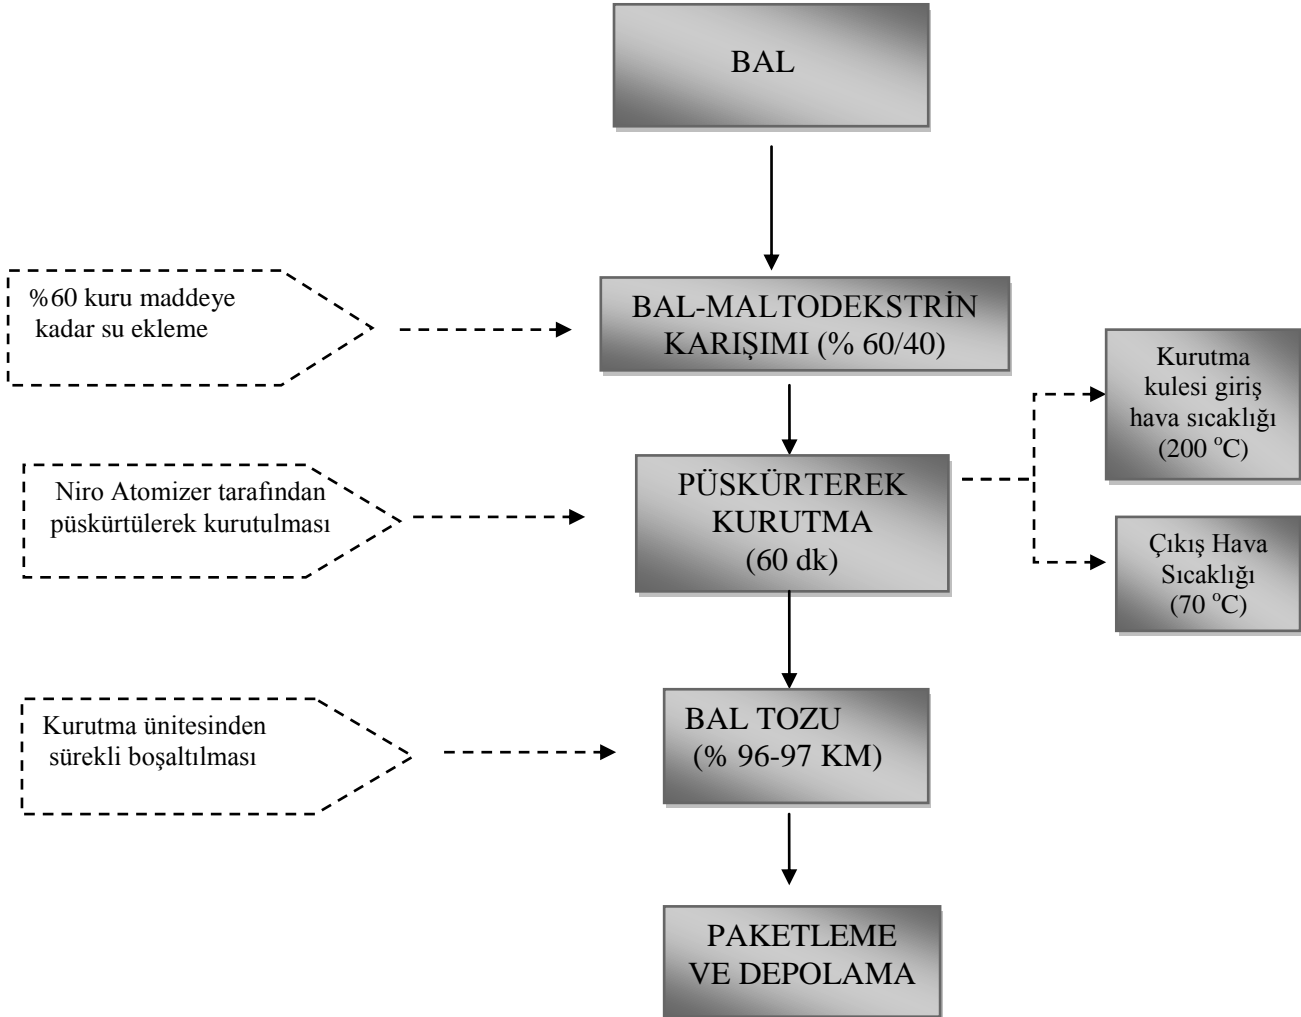 BAL
%60 kuru maddeye
kadar su ekleme
BAL-MALTODEKSTRİN
KARIŞIMI (% 60/40)
Kurutma
kulesi giriş
hava sıcaklığı
(200 °C)
Niro Atomizer tarafından
püskürtülerek kurutulması
PÜSKÜRTEREK
KURUTMA
(60 dk)
Çıkış Hava
Sıcaklığı
(70 °C)
Kurutma ünitesinden
sürekli boşaltılması
BAL TOZU
(% 96-97 KM)
PAKETLEME
VE DEPOLAMA